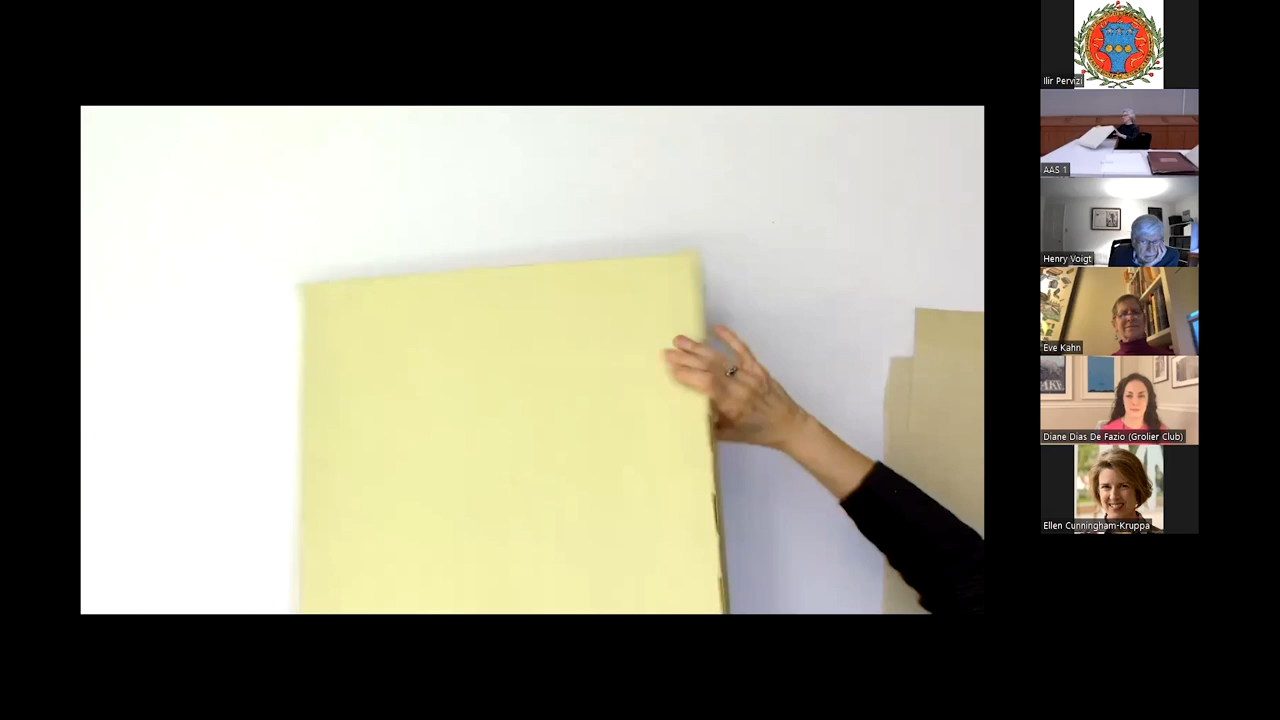 Ilir Pervizi
AAS 1
Henry Voigt
Eve Kahn
Diane Dias De Fazio (Grolier Club)
Ellen Cunningham-Kruppa